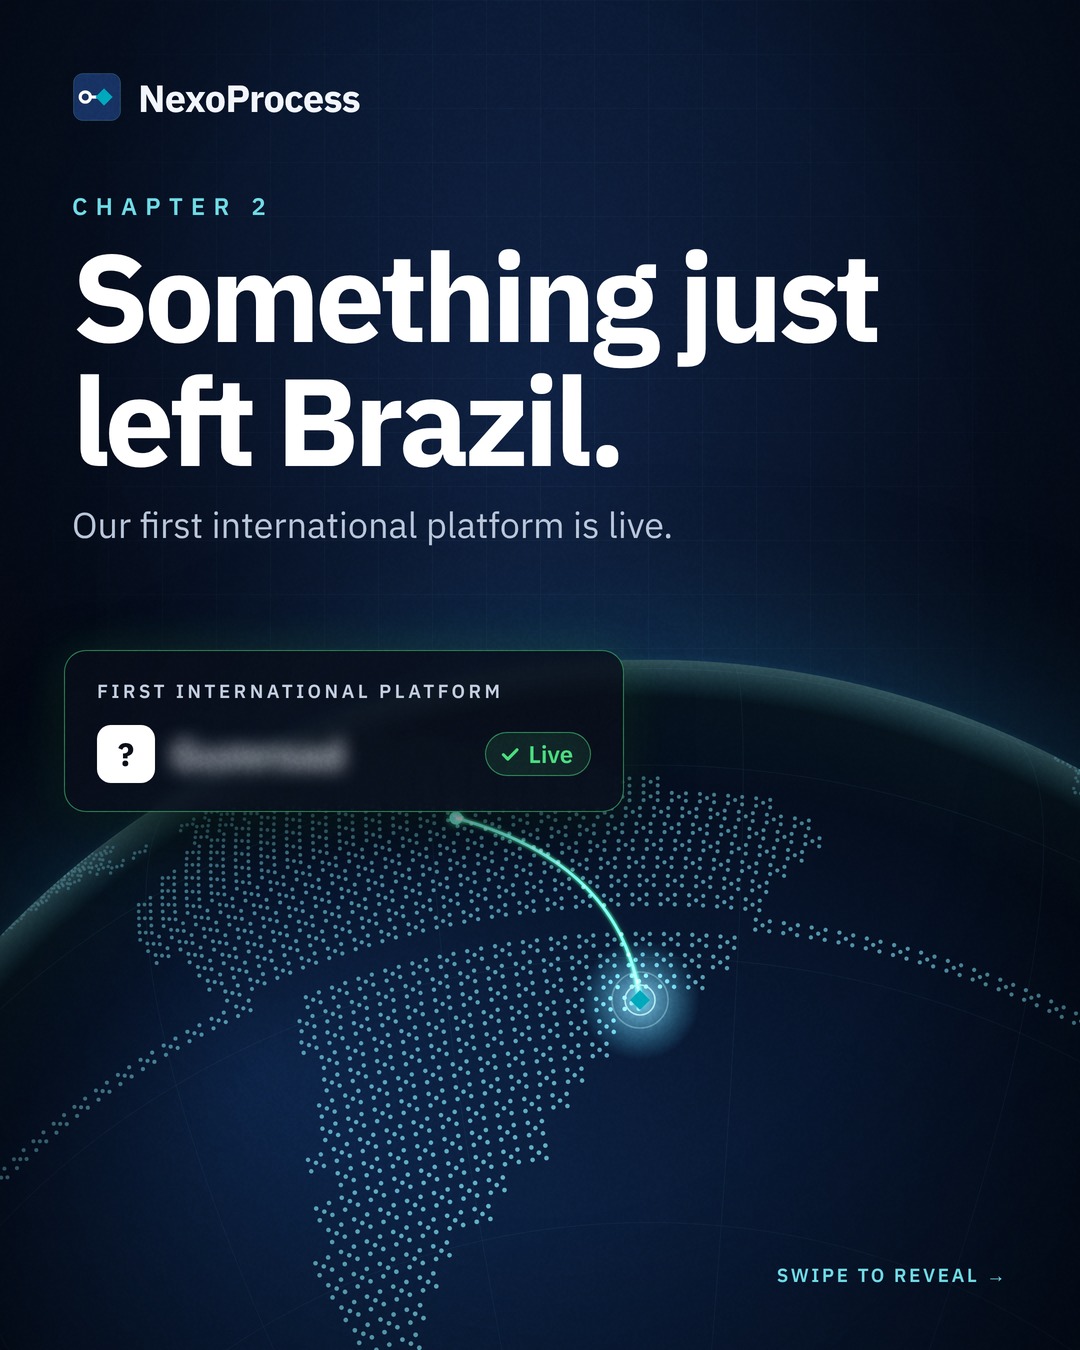 NexoProcess
CHAPTER 2
Something just
left Brazil.
Our first international platform is live.
FIRST INTERNATIONAL PLATFORM
?
Live
SWIPE TO REVEAL →